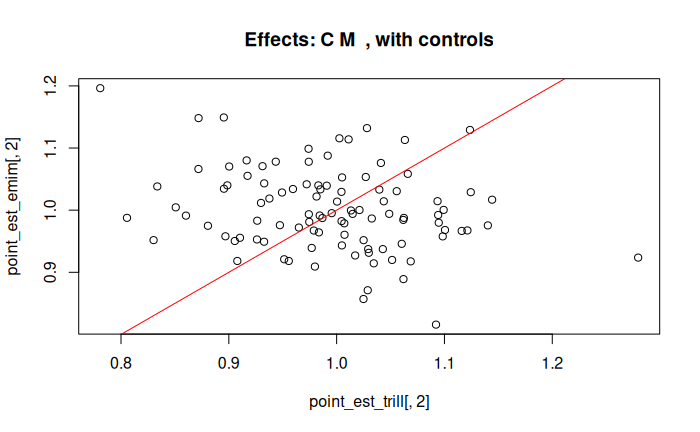 Effects: C M , with controls
point_est_emim[, 2]
1.2
1.1
1.0
0.9
0.8 0.9 1.0 1.1 1.2
point_est_trill[, 2]